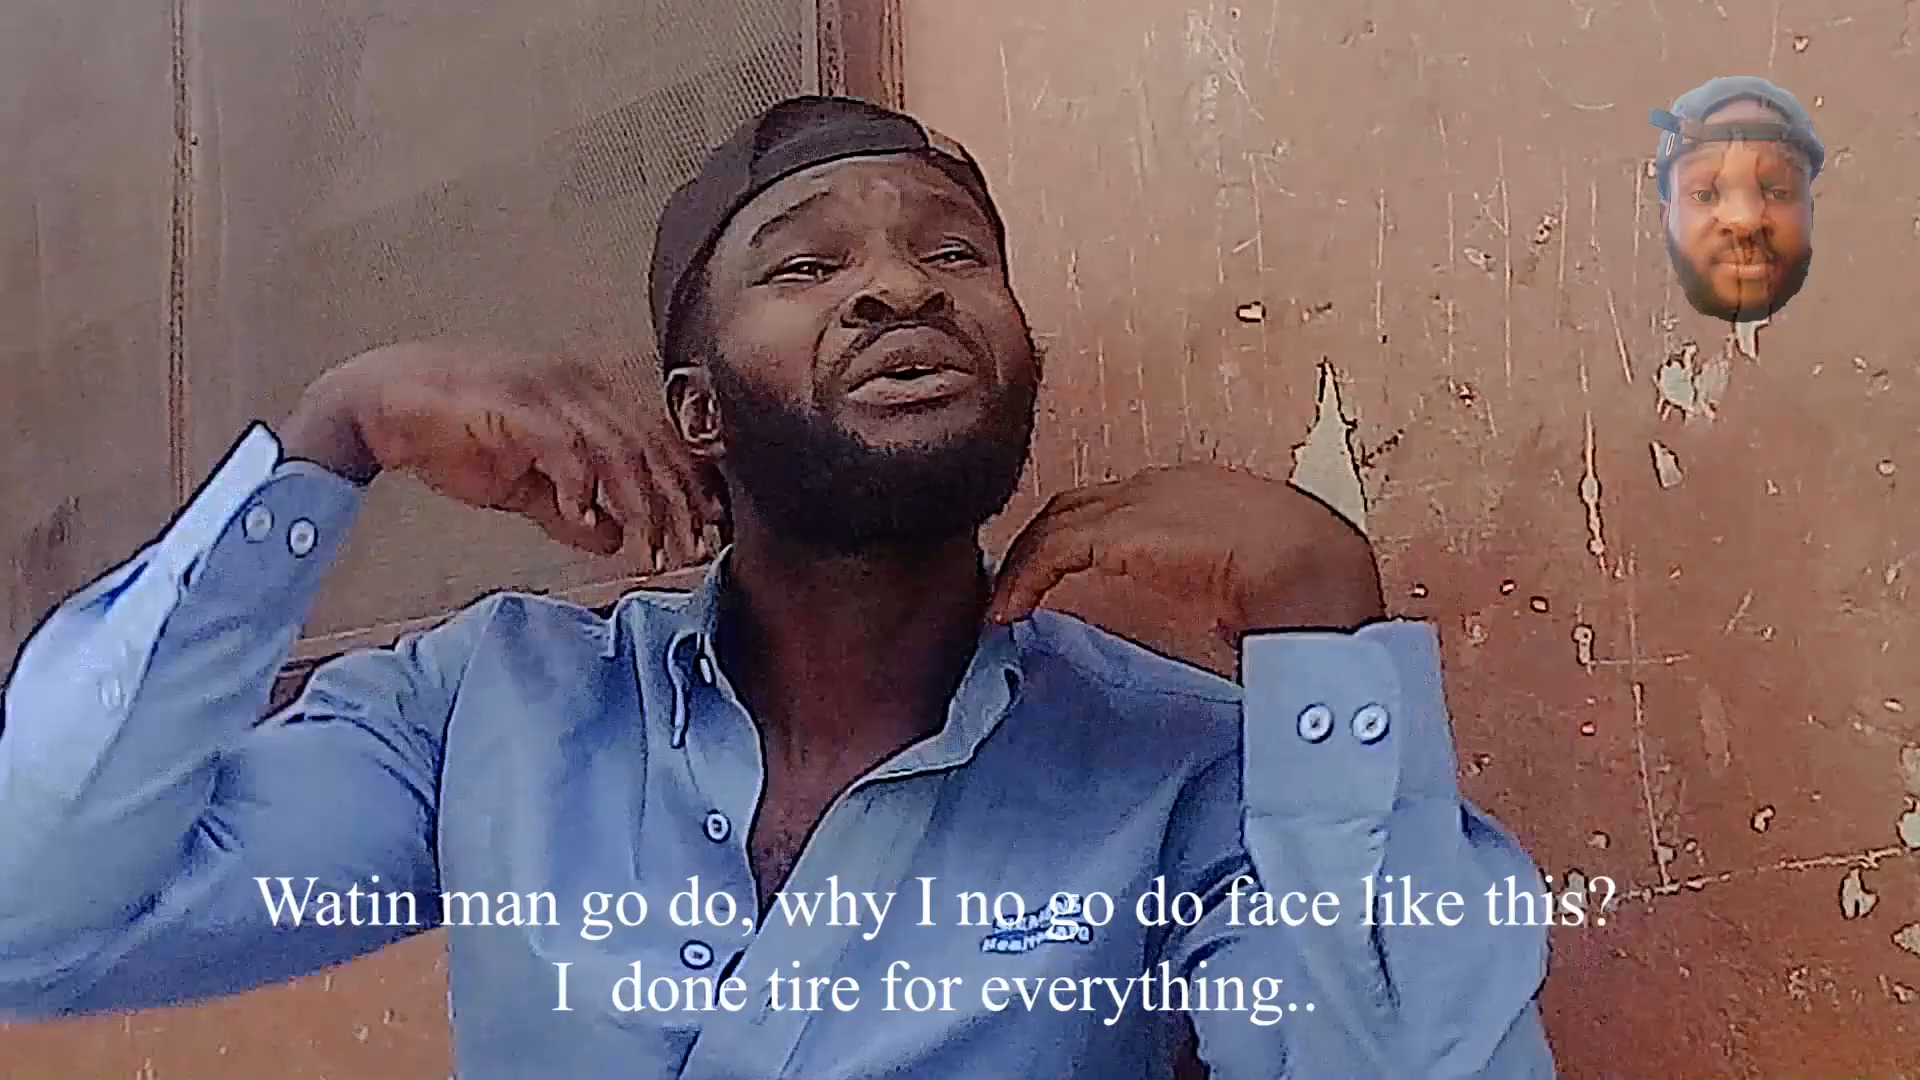 Watin man go do, why I no go do face like this?
I done tire for everything..